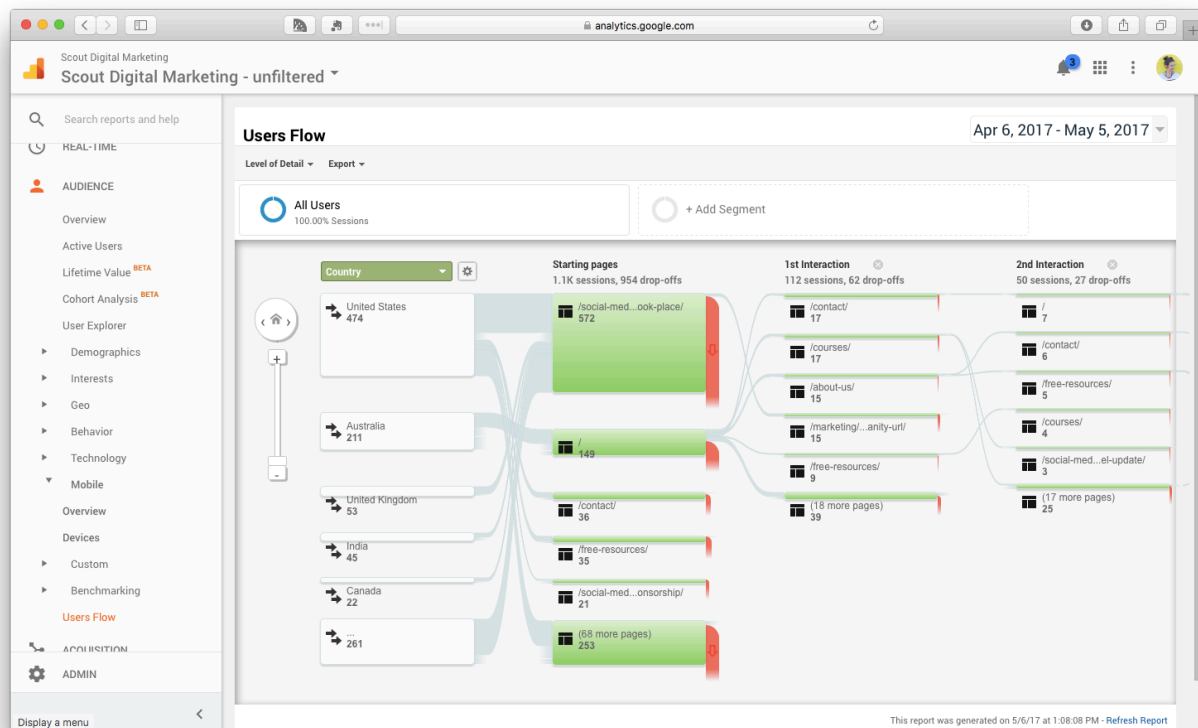 analytics.google.com
Scout Digital Marketing
Scout Digital Marketing - unfiltered
3
Search reports and help
REAL-TIME
AUDIENCE
Overview
Active Users
Lifetime Value BETA
Cohort Analysis BETA
User Explorer
Demographics
Interests
Geo
Behavior
Technology
Mobile
Overview
Devices
Custom
Benchmarking
Users Flow
ACQUISITION
ADMIN
Display a menu
Users Flow
Apr 6, 2017 - May 5, 2017
Level of Detail
Export
All Users
100.00% Sessions
+ Add Segment
Country
United States
474
Australia
211
United Kingdom
53
India
45
Canada
22
...
261
+
-
Starting pages
1.1K sessions, 954 drop-offs
/social-med...ook-place/
572
/
149
/contact/
36
/free-resources/
35
/social-med...onsorship/
21
(68 more pages)
253
1st Interaction
112 sessions, 62 drop-offs
/contact/
17
/courses/
17
/about-us/
15
/marketing/...anity-url/
15
/free-resources/
9
(18 more pages)
39
2nd Interaction
50 sessions, 27 drop-offs
/
7
/contact/
6
/free-resources/
5
/courses/
4
/social-med...el-update/
3
(17 more pages)
25
This report was generated on 5/6/17 at 1:08:08 PM - Refresh Report